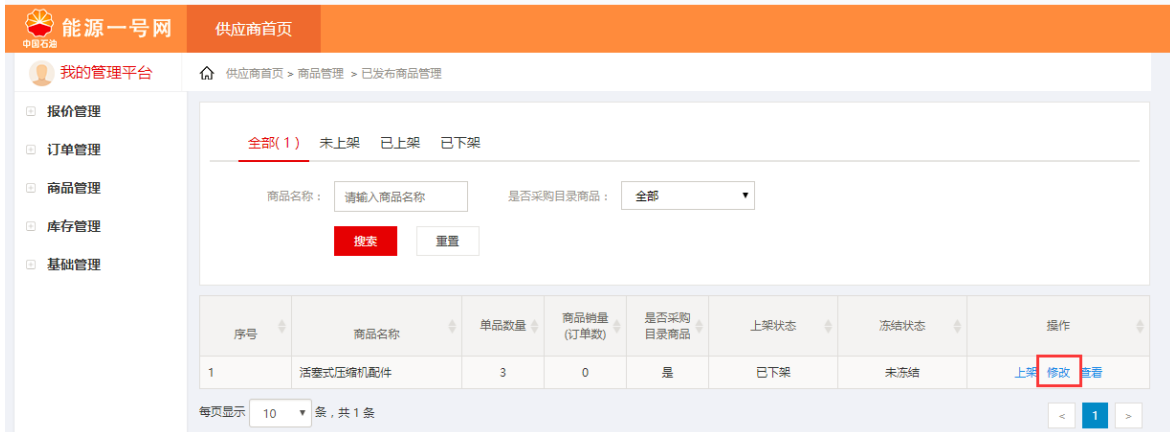 能源一号网 供应商首页
中国石油
我的管理平台 供应商首页 > 商品管理 > 已发布商品管理
报价管理
订单管理
商品管理
库存管理
基础管理
全部( 1 ) 未上架 已上架 已下架
商品名称： 请输入商品名称 是否采购目录商品： 全部
搜索 重置
序号 商品名称 单品数量 商品销量(订单数) 是否采购目录商品 上架状态 冻结状态 操作
1 活塞式压缩机配件 3 0 是 已下架 未冻结 上架 修改 查看
每页显示 10 条，共 1 条 < 1 >